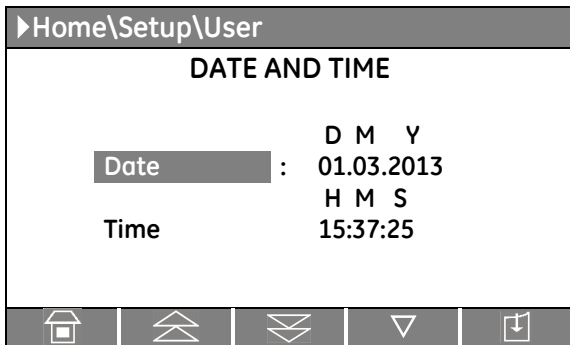 Home\Setup\User
DATE AND TIME
D M Y
Date : 01.03.2013
H M S
Time 15:37:25